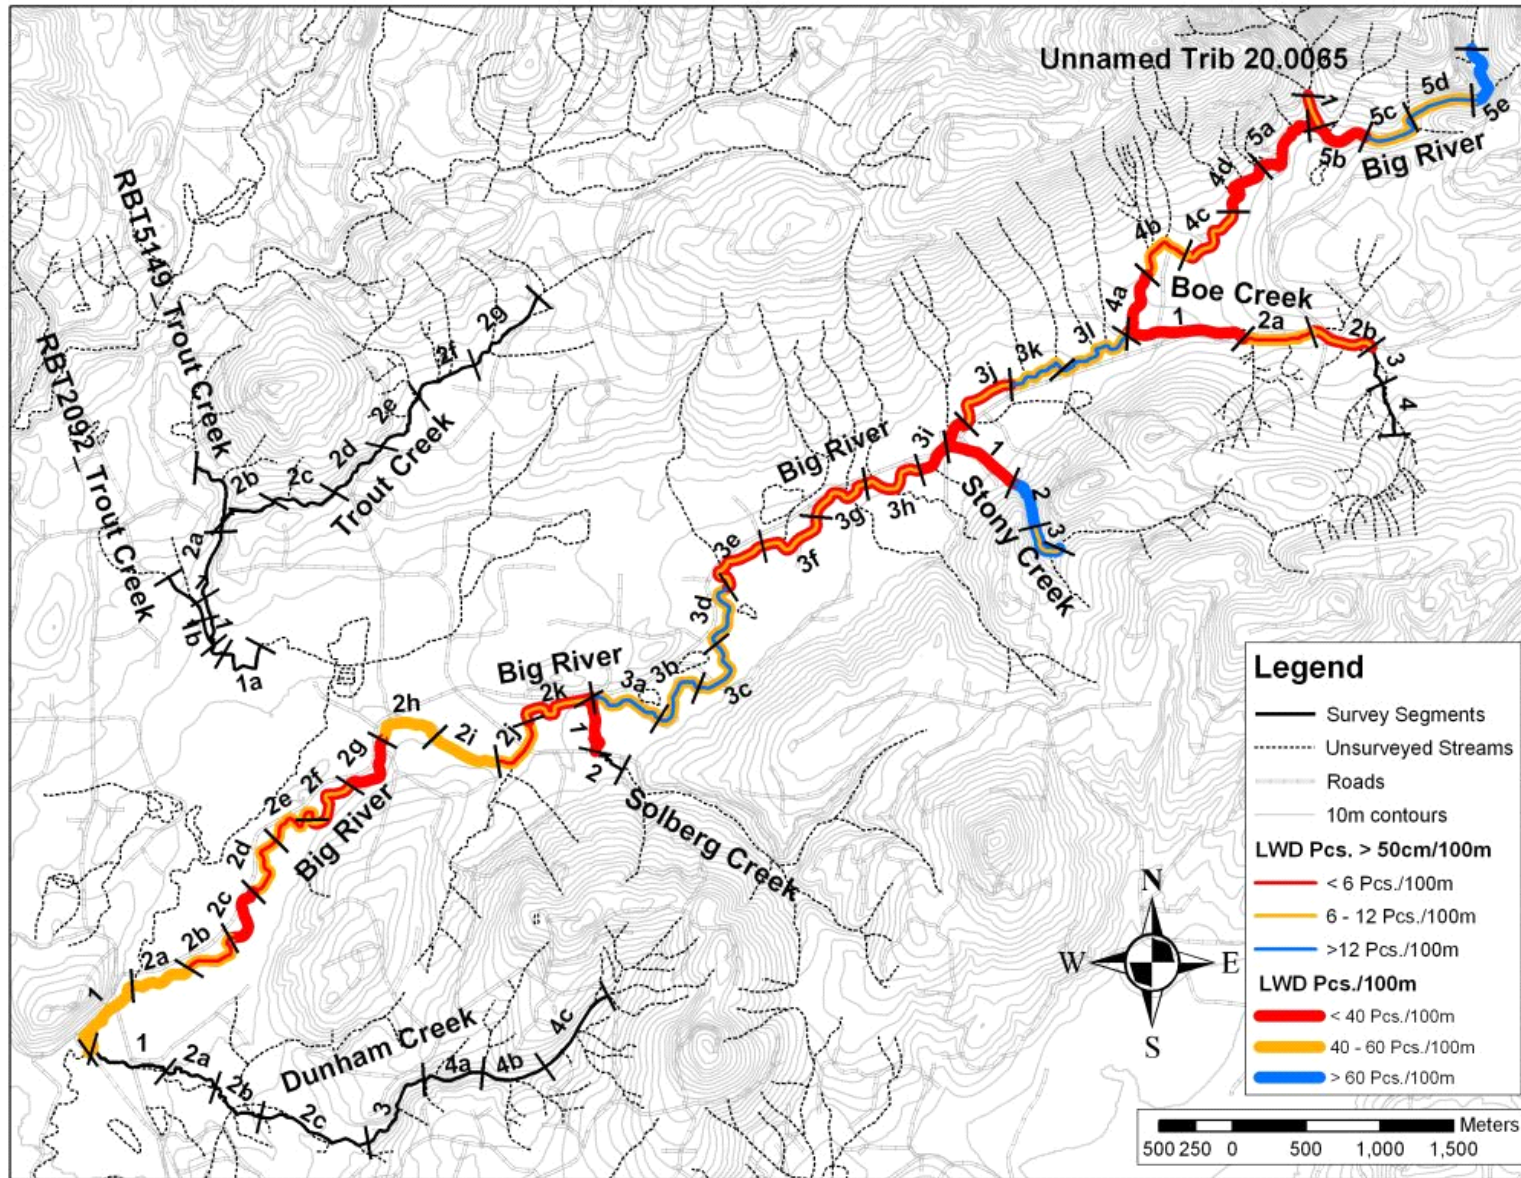 Unnamed Trib 20.0065
1
5a
5b
5c
5d
5e
Big River
4d
4c
4b
4a
Boe Creek
1
2a
2b
3
4
3l
3k
3j
3i
1
2
3
Stony Creek
Big River
3h
3g
3f
3e
3d
3c
3b
3a
Big River
2k
2j
1
2
Solberg Creek
2i
2h
2g
2f
2e
2d
Big River
2c
2b
2a
1
RBT5149_Trout Creek
RBT2092_Trout Creek
2g
2f
2e
2d
2c
2b
Trout Creek
2a
1
1
1b
1a
1
2a
2b
2c
3
4a
4b
4c
Dunham Creek
Legend
Survey Segments
Unsurveyed Streams
Roads
10m contours
LWD Pcs. > 50cm/100m
< 6 Pcs./100m
6 - 12 Pcs./100m
>12 Pcs./100m
LWD Pcs./100m
< 40 Pcs./100m
40 - 60 Pcs./100m
> 60 Pcs./100m
N
W E
S
Meters
500 250 0 500 1,000 1,500